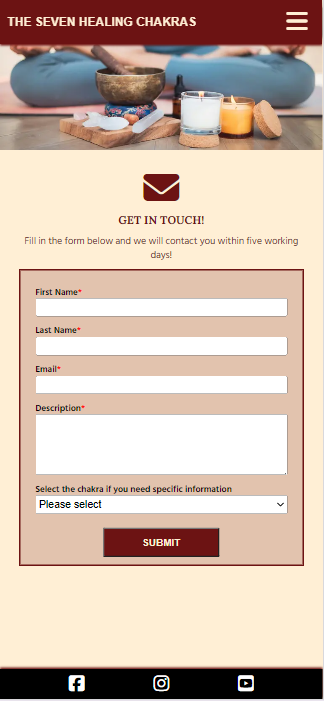 THE SEVEN HEALING CHAKRAS
GET IN TOUCH!
Fill in the form below and we will contact you within five working
days!
First Name*
Last Name*
Email*
Description*
Select the chakra if you need specific information
Please select
SUBMIT